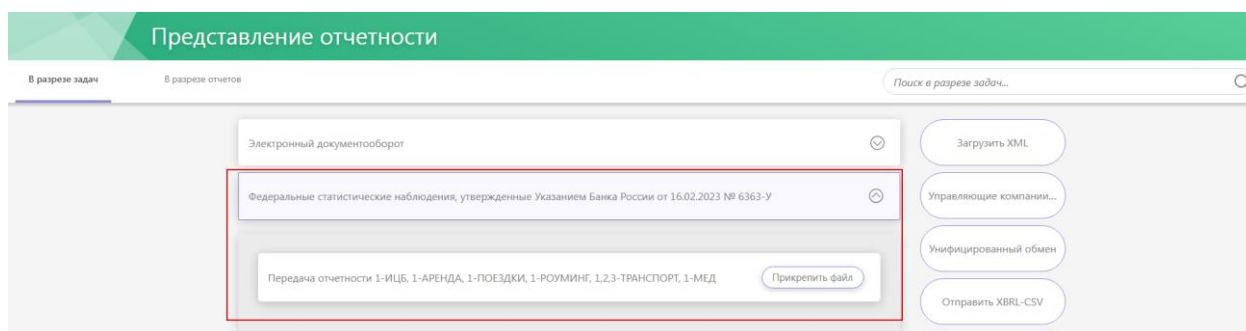 Представление отчетности
В разрезе задач
В разрезе отчетов
Поиск в разрезе задач...
Электронный документооборот
Загрузить XML
Федеральные статистические наблюдения, утвержденные Указанием Банка России от 16.02.2023 № 6363-У
Управляющие компании...
Унифицированный обмен
Передача отчетности 1-ИЦБ, 1-АРЕНДА, 1-ПОЕЗДКИ, 1-РОУМИНГ, 1,2,3-ТРАНСПОРТ, 1-МЕД
Прикрепить файл
Отправить XBRL-CSV